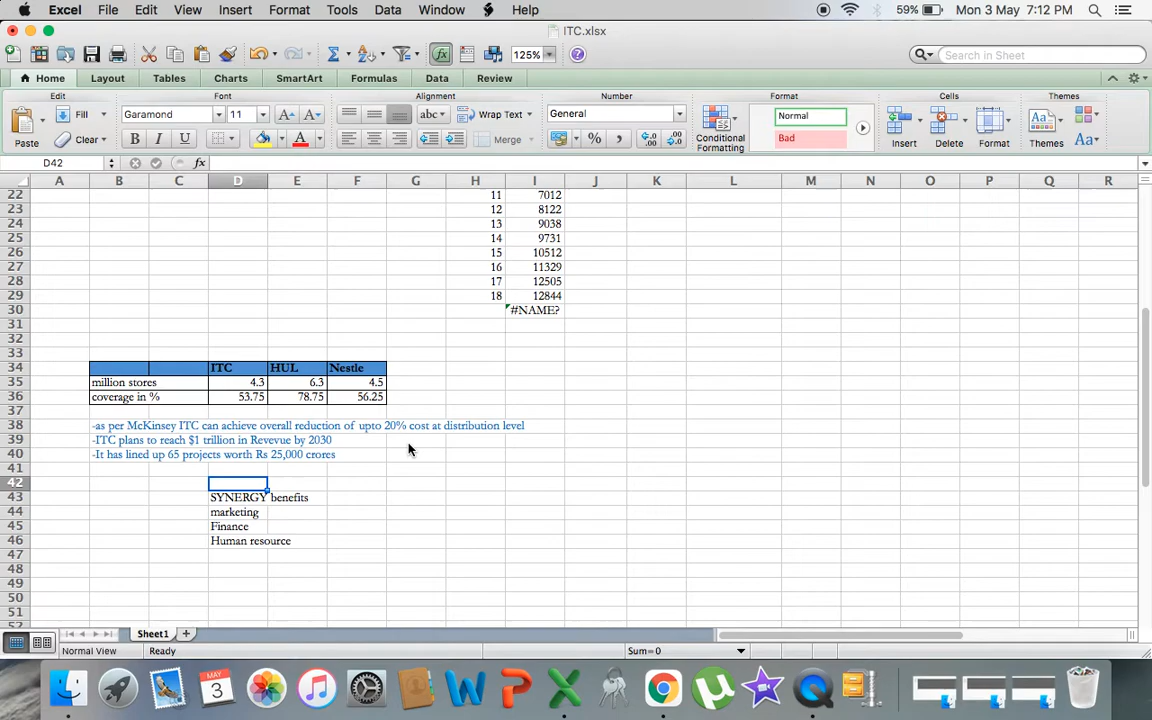 Excel File Edit View Insert Format Tools Data Window Help 59% Mon 3 May 7:12 PM
ITC.xlsx
125% Search in Sheet
Home Layout Tables Charts SmartArt Formulas Data Review
Edit Font Alignment Number Format Cells Themes
Fill Garamond 11 abc Wrap Text General Normal
Paste Clear B I U A Merge % , Conditional Formatting Bad Insert Delete Format Themes Aa
D42 fx
A B C D E F G H I J K L M N O P Q R
22 11 7012
23 12 8122
24 13 9038
25 14 9731
26 15 10512
27 16 11329
28 17 12505
29 18 12844
30 #NAME?
31
32
33
34 ITC HUL Nestle
35 million stores 4.3 6.3 4.5
36 coverage in % 53.75 78.75 56.25
37
38 -as per McKinsey ITC can achieve overall reduction of upto 20% cost at distribution level
39 -ITC plans to reach $1 trillion in Revevue by 2030
40 -It has lined up 65 projects worth Rs 25,000 crores
41
42
43 SYNERGY benefits
44 marketing
45 Finance
46 Human resource
47
48
49
50
51
52
Sheet1
Normal View Ready Sum=0
MAY 3